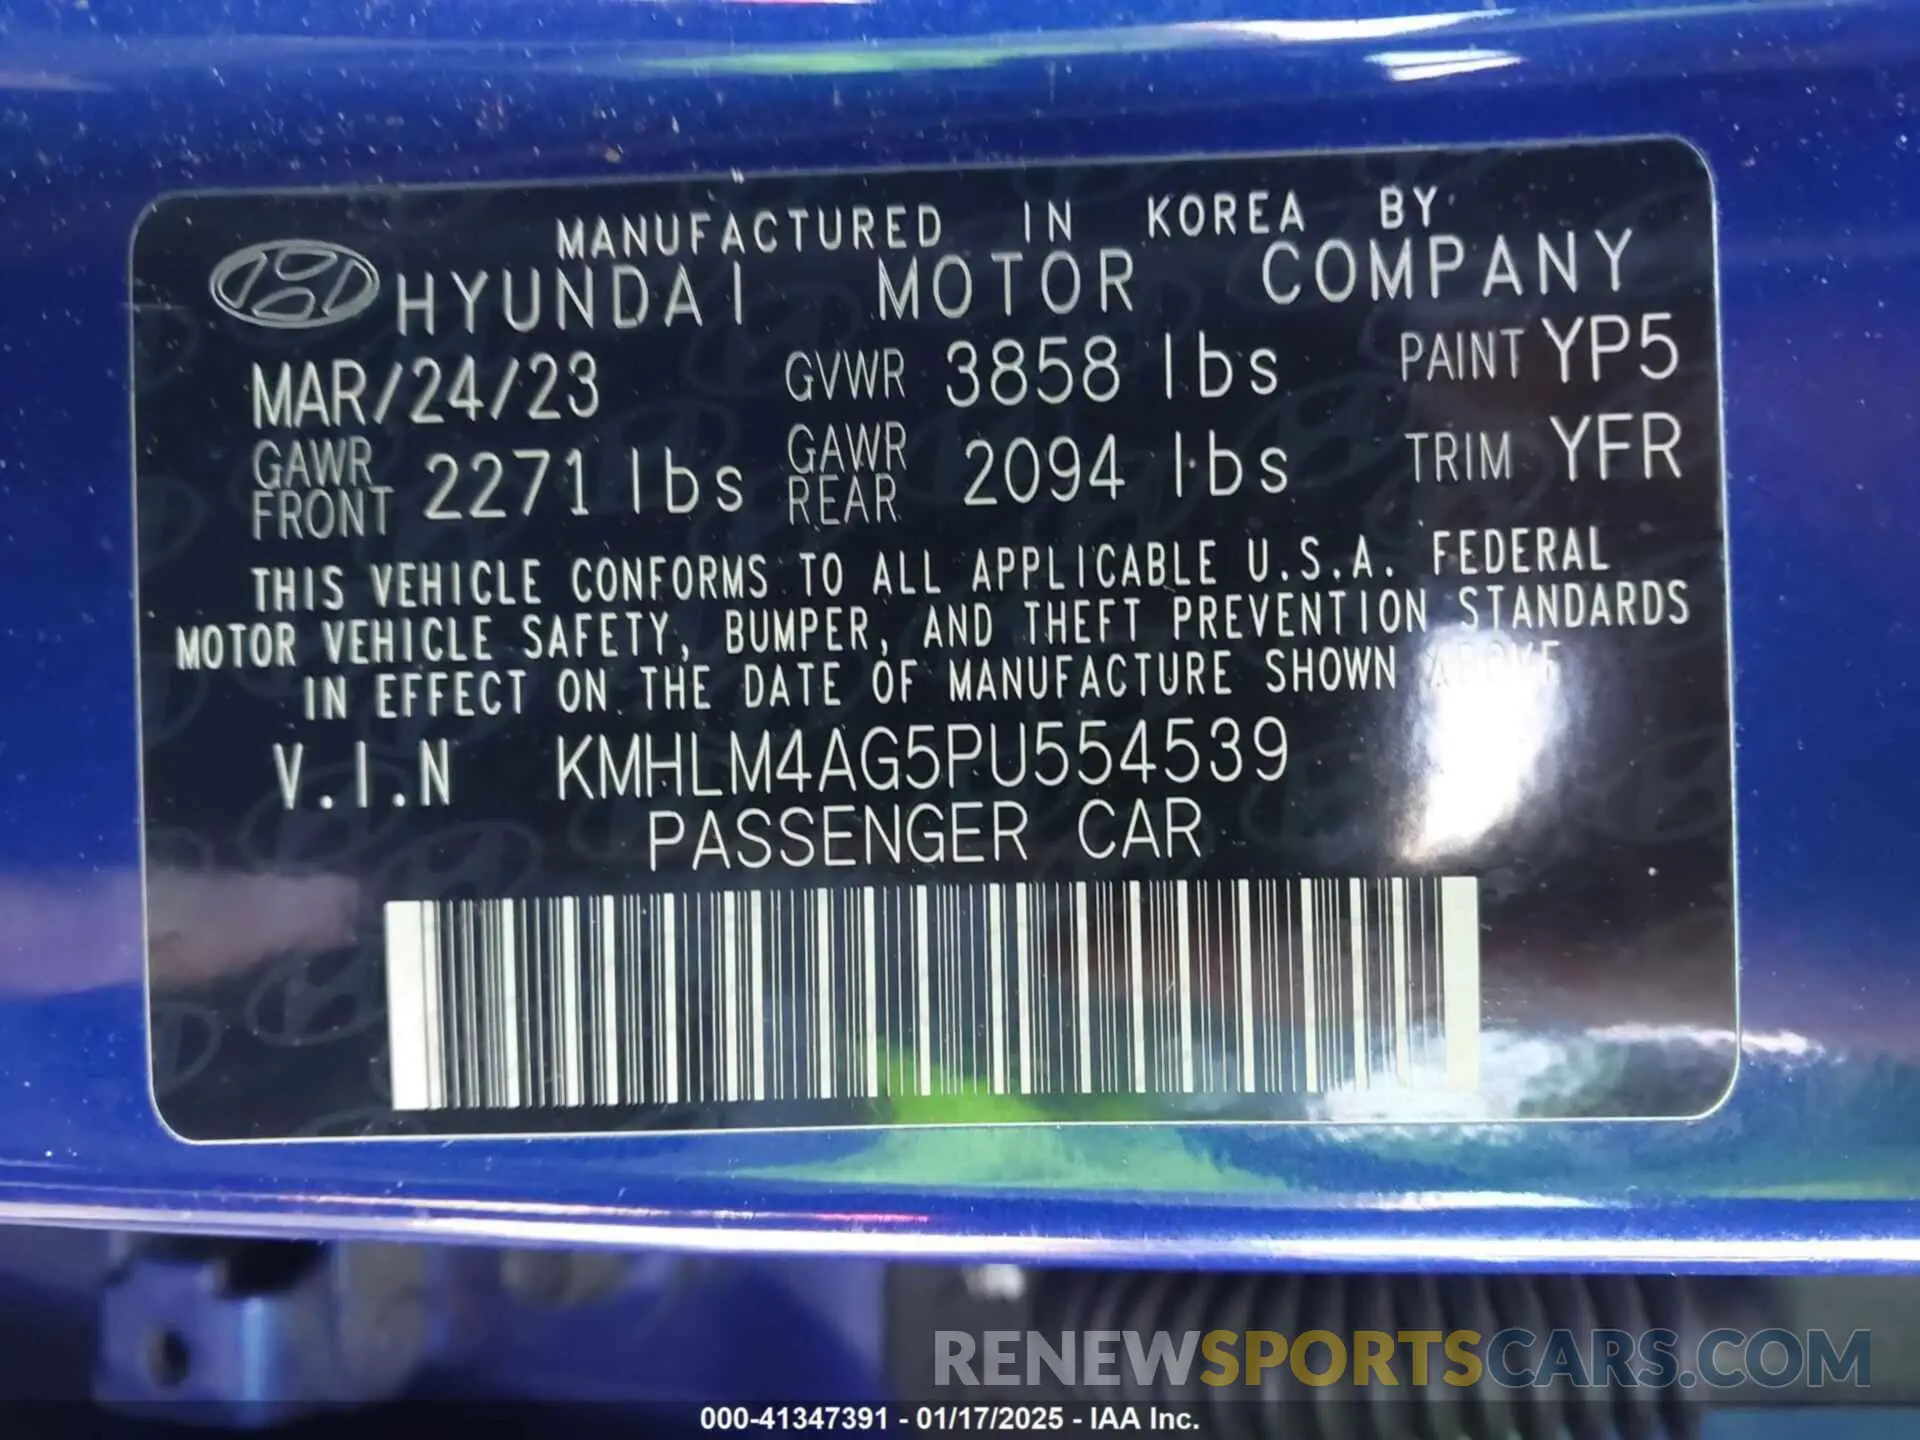 MANUFACTURED IN KOREA BY
HYUNDAI MOTOR COMPANY
MAR/24/23 GVWR 3858 lbs PAINT YP5
GAWR FRONT 2271 lbs GAWR REAR 2094 lbs TRIM YFR
THIS VEHICLE CONFORMS TO ALL APPLICABLE U.S.A. FEDERAL
MOTOR VEHICLE SAFETY, BUMPER, AND THEFT PREVENTION STANDARDS
IN EFFECT ON THE DATE OF MANUFACTURE SHOWN ABOVE
V.I.N KMHLM4AG5PU554539
PASSENGER CAR
RENEWSPORTSCARS.COM
000-41347391 - 01/17/2025 - IAA Inc.